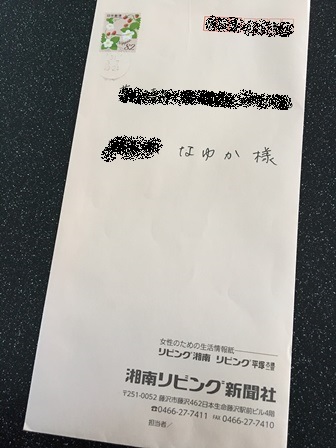 82
なゆか様
女性のための生活情報紙
リビング湘南 リビング平塚
湘南リビング新聞社
〒251-0052 藤沢市藤沢462日本生命藤沢駅前ビル4階
☎0466-27-7411 FAX 0466-27-7410
担当者/